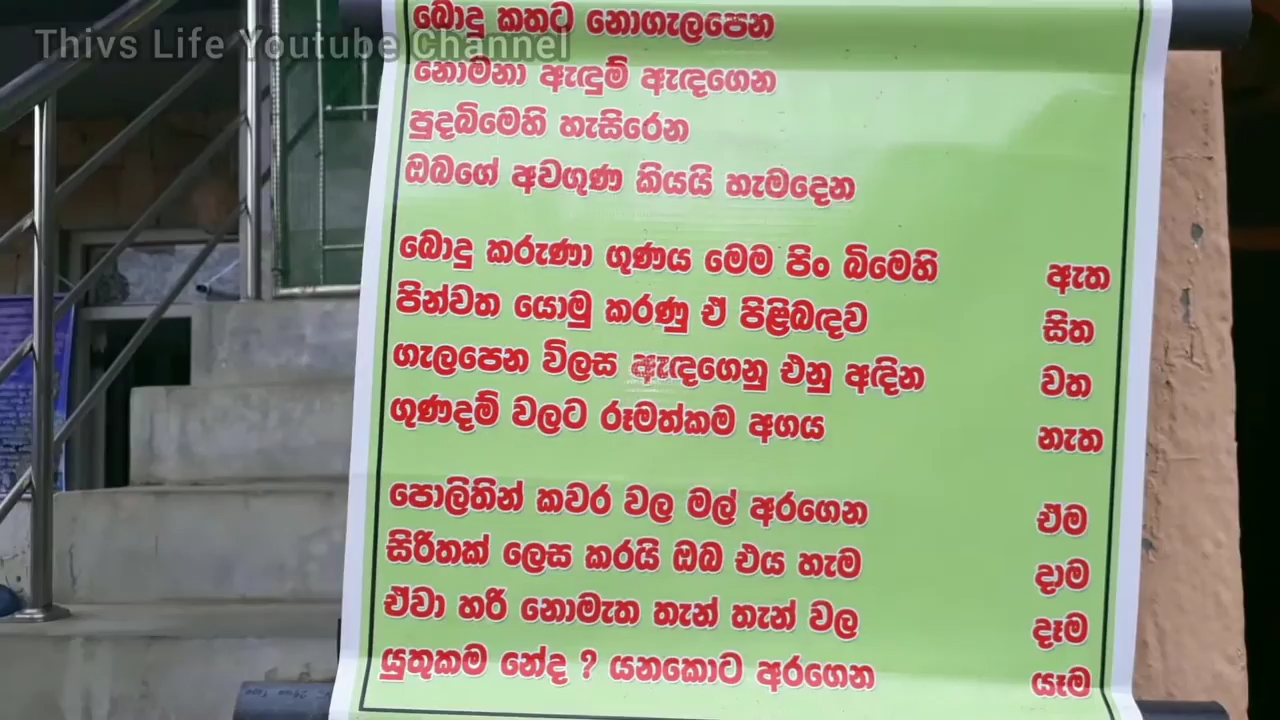 Thivs Life Youtube Channel
බොදු කතට නොගැලපෙන
නොමනා ඇඳුම් ඇඳගෙන
පුදබිමෙහි හැසිරෙන
ඔබගේ අවගුණ කියයි හැමදෙන
බොදු කරුණා ගුණය මෙම පිං බිමෙහි ඇත
පින්වත යොමු කරණු ඒ පිළිබඳව සිත
ගැලපෙන විලස ඇඳගෙනු එනු අඳින වත
ගුණදම් වලට රූමත්කම අගය නැත
පොලිතින් කවර වල මල් අරගෙන ඒම
සිරිතක් ලෙස කරයි ඔබ එය හැම දාම
ඒවා හරි නොමැත තැන් තැන් වල දෑම
යුතුකම නේද ? යනකොට අරගෙන යෑම